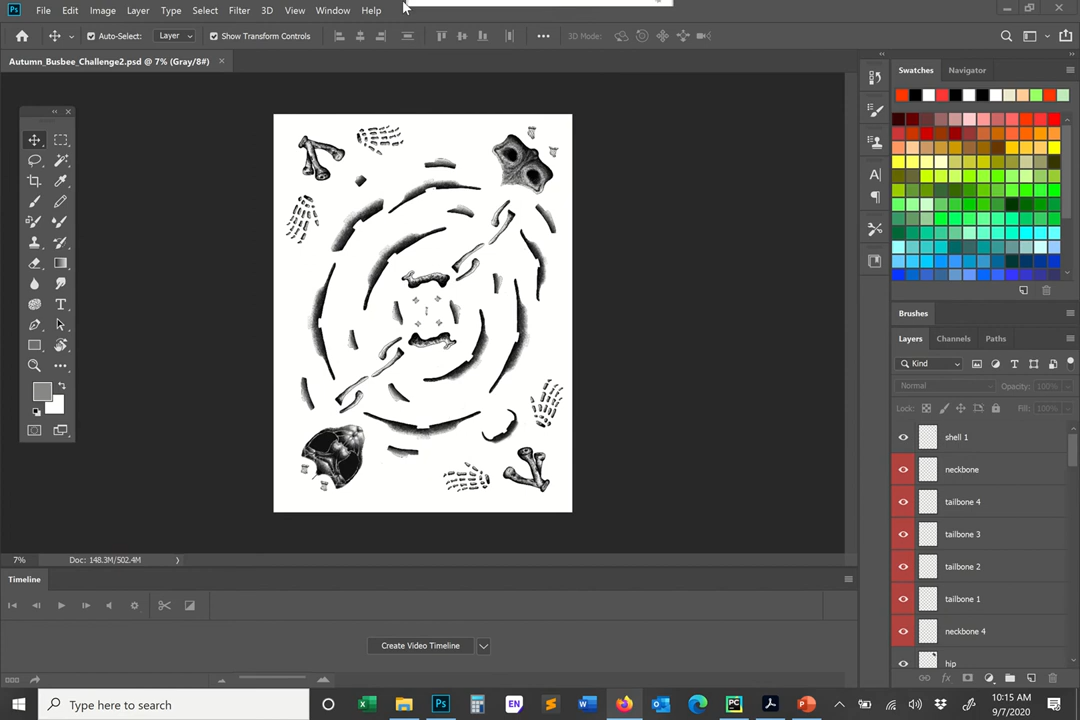 Ps File Edit Image Layer Type Select Filter 3D View Window Help
Auto-Select: Layer Show Transform Controls 3D Mode:
Autumn_Busbee_Challenge2.psd @ 7% (Gray/8#)
Swatches Navigator
Brushes
Layers Channels Paths
Kind
Normal Opacity: 100%
Lock: Fill: 100%
shell 1
neckbone
tailbone 4
tailbone 3
tailbone 2
tailbone 1
neckbone 4
hip
7% Doc: 148.3M/502.4M
Timeline
Create Video Timeline
Type here to search
10:15 AM
9/7/2020